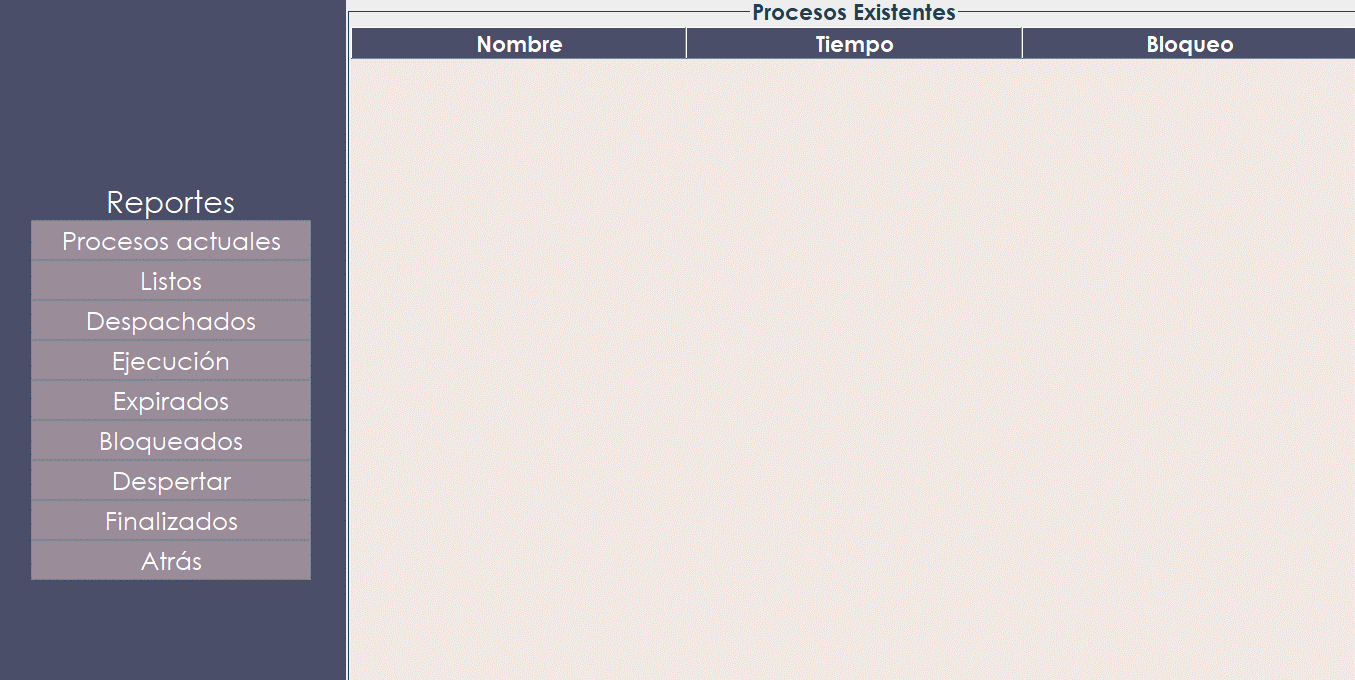 Reportes
Procesos actuales
Listos
Despachados
Ejecución
Expirados
Bloqueados
Despertar
Finalizados
Atrás
Procesos Existentes
Nombre Tiempo Bloqueo